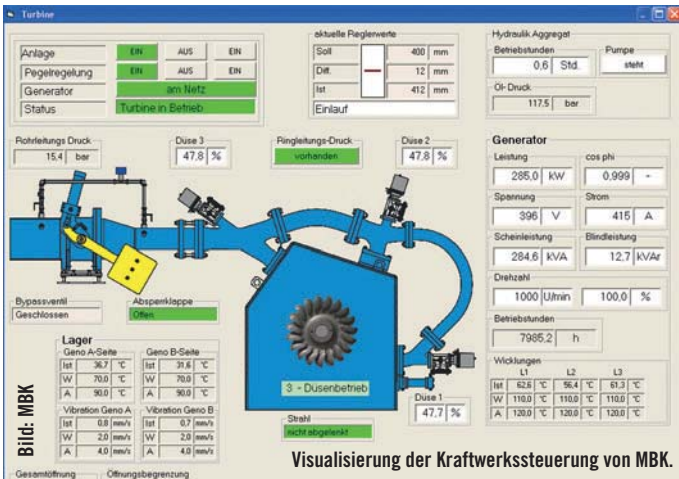 Turbine
Anlage EIN AUS EIN
Pegelregelung EIN AUS EIN
Generator am Netz
Status Turbine in Betrieb
aktuelle Reglerwerte
Soll 400 mm
Diff. 12 mm
Ist 412 mm
Einlauf
Hydraulik Aggregat
Betriebstunden Pumpe
0,6 Std. steht
Öl- Druck
117,5 bar
Rohrleitungs Druck
15,4 bar
Düse 3
47,8 %
Ringleitungs-Druck
vorhanden
Düse 2
47,8 %
Generator
Leistung cos phi
285,0 kW 0,999 -
Spannung Strom
396 V 415 A
Scheinleistung Blindleistung
284,6 kVA 12,7 kVAr
Drehzahl
1000 U/min 100,0 %
Betriebstunden
7985,2 h
Wicklungen
L1 L2 L3
Ist 62,6 °C 56,4 °C 61,3 °C
W 110,0 °C 110,0 °C 110,0 °C
A 120,0 °C 120,0 °C 120,0 °C
Bypassventil
Geschlossen
Absperrklappe
Offen
Lager
Geno A-Seite Geno B-Seite
Ist 36,7 °C Ist 31,6 °C
W 70,0 °C W 70,0 °C
A 90,0 °C A 90,0 °C
Vibration Geno A Vibration Geno B
Ist 0,8 mm/s Ist 0,7 mm/s
W 2,0 mm/s W 2,0 mm/s
A 4,0 mm/s A 4,0 mm/s
3 - Düsenbetrieb
Düse 1
47,7 %
Strahl
nicht abgelenkt
Gesamtöffnung Öffnungsbegrenzung
Bild: MBK
Visualisierung der Kraftwerkssteuerung von MBK.